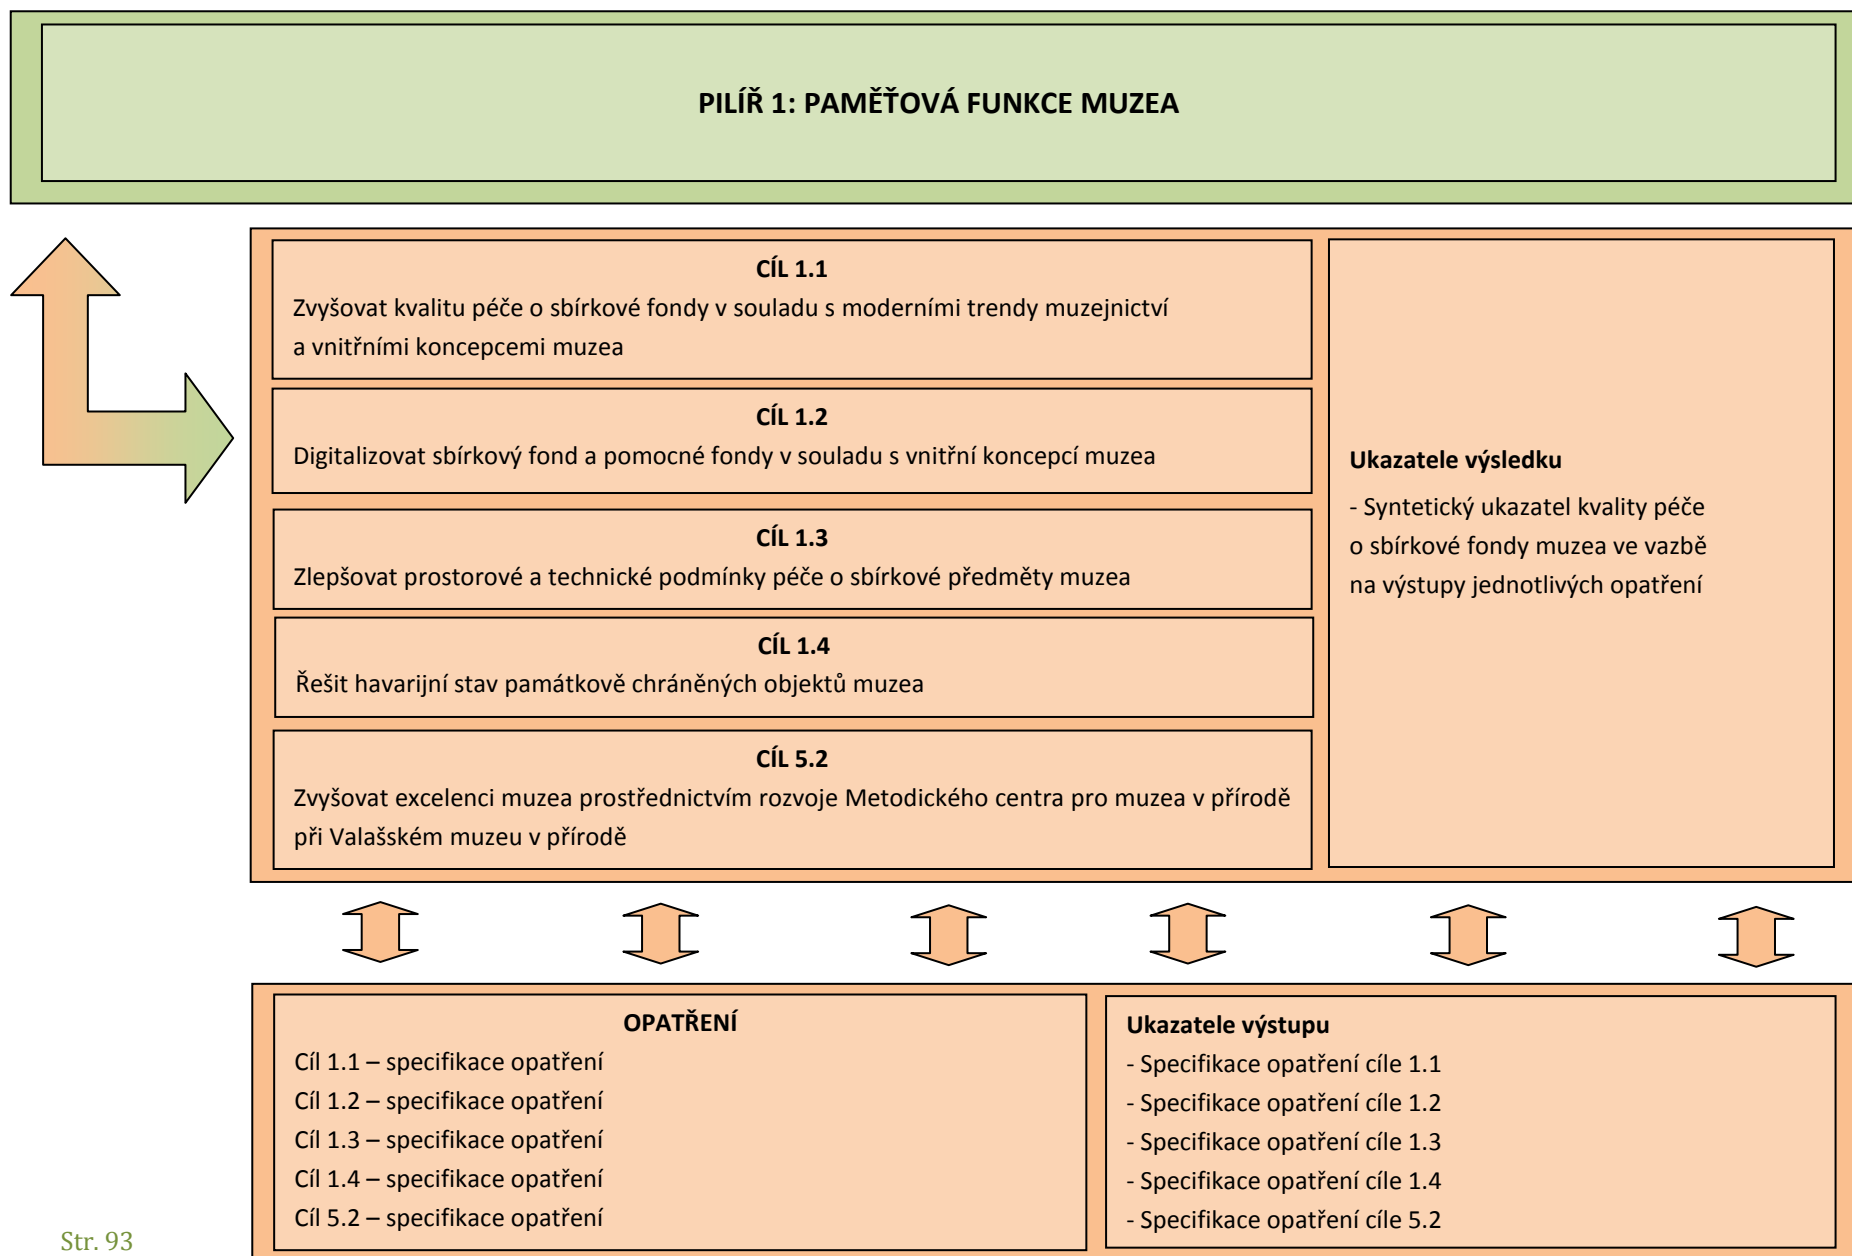 PILÍŘ 1: PAMĚŤOVÁ FUNKCE MUZEA
CÍL 1.1
Zvyšovat kvalitu péče o sbírkové fondy v souladu s moderními trendy muzejnictví
a vnitřními koncepcemi muzea
CÍL 1.2
Digitalizovat sbírkový fond a pomocné fondy v souladu s vnitřní koncepcí muzea
CÍL 1.3
Zlepšovat prostorové a technické podmínky péče o sbírkové předměty muzea
CÍL 1.4
Řešit havarijní stav památkově chráněných objektů muzea
CÍL 5.2
Zvyšovat excelenci muzea prostřednictvím rozvoje Metodického centra pro muzea v přírodě
při Valašském muzeu v přírodě
Ukazatele výsledku
- Syntetický ukazatel kvality péče
o sbírkové fondy muzea ve vazbě
na výstupy jednotlivých opatření
OPATŘENÍ
Cíl 1.1 – specifikace opatření
Cíl 1.2 – specifikace opatření
Cíl 1.3 – specifikace opatření
Cíl 1.4 – specifikace opatření
Cíl 5.2 – specifikace opatření
Ukazatele výstupu
- Specifikace opatření cíle 1.1
- Specifikace opatření cíle 1.2
- Specifikace opatření cíle 1.3
- Specifikace opatření cíle 1.4
- Specifikace opatření cíle 5.2
Str. 93